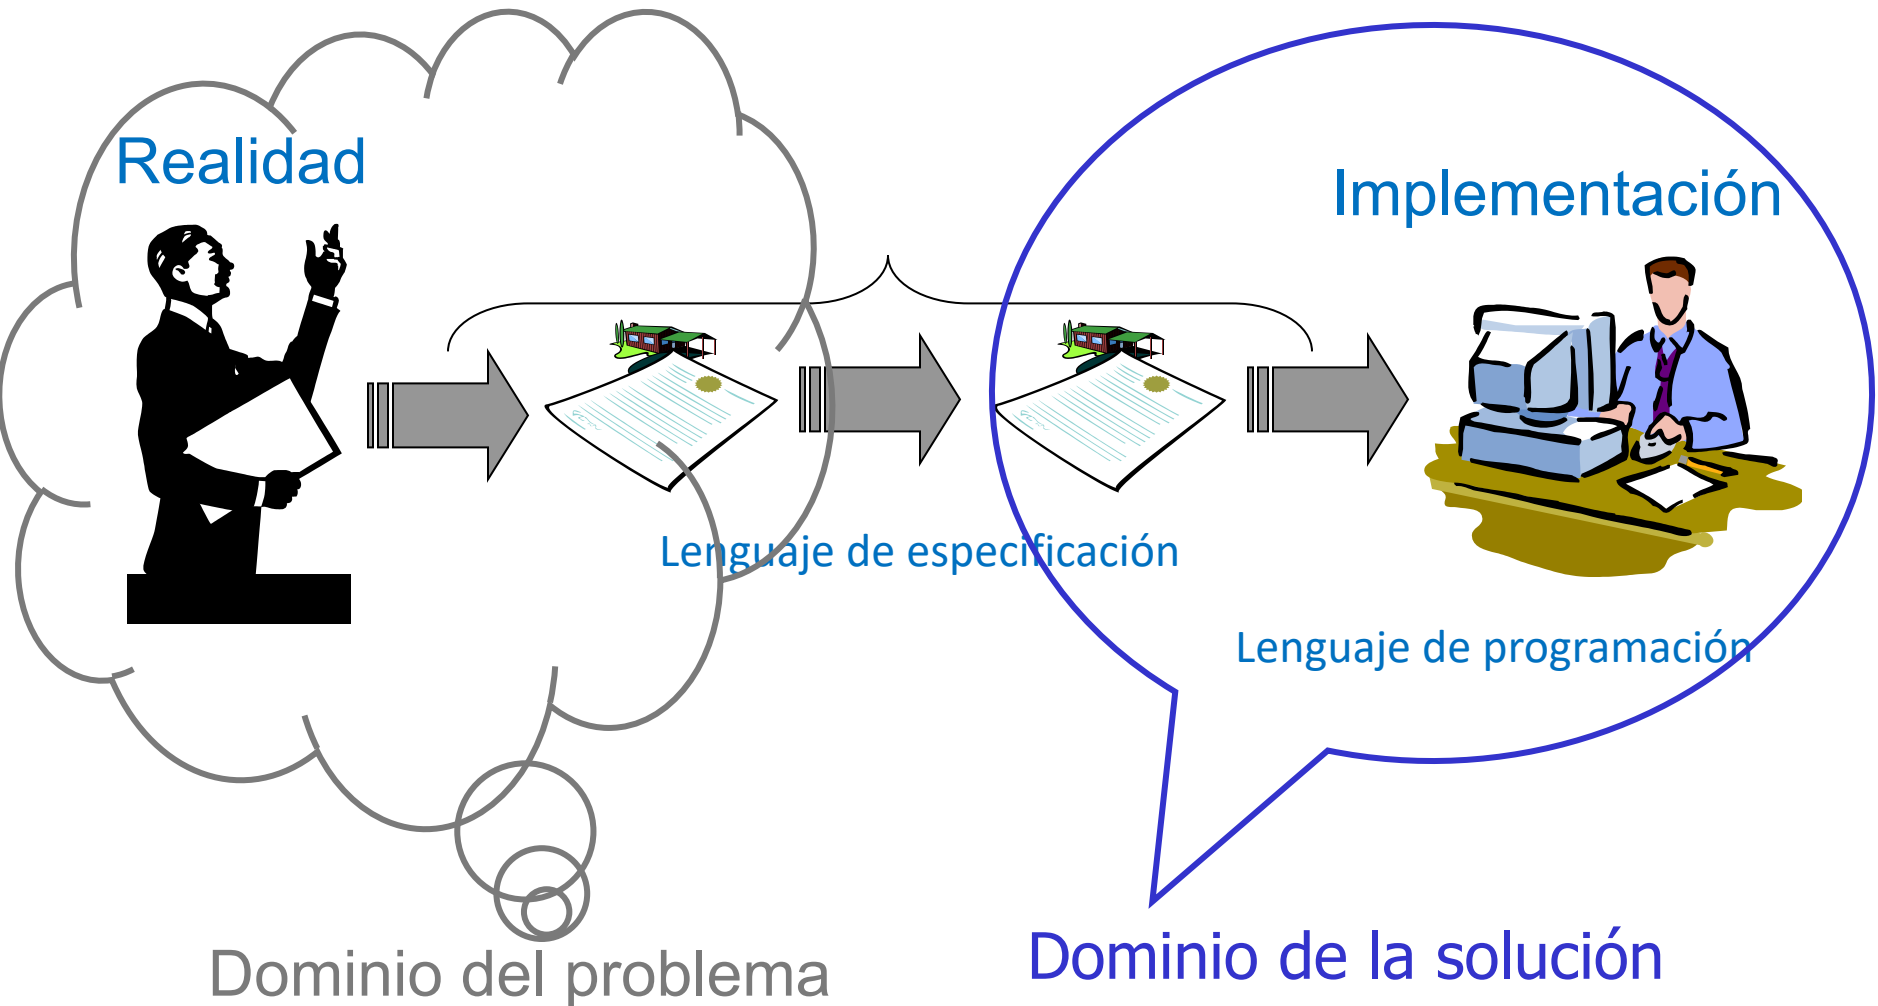 Realidad
Implementación
Lenguaje de especificación
Lenguaje de programación
Dominio de la solución
Dominio del problema